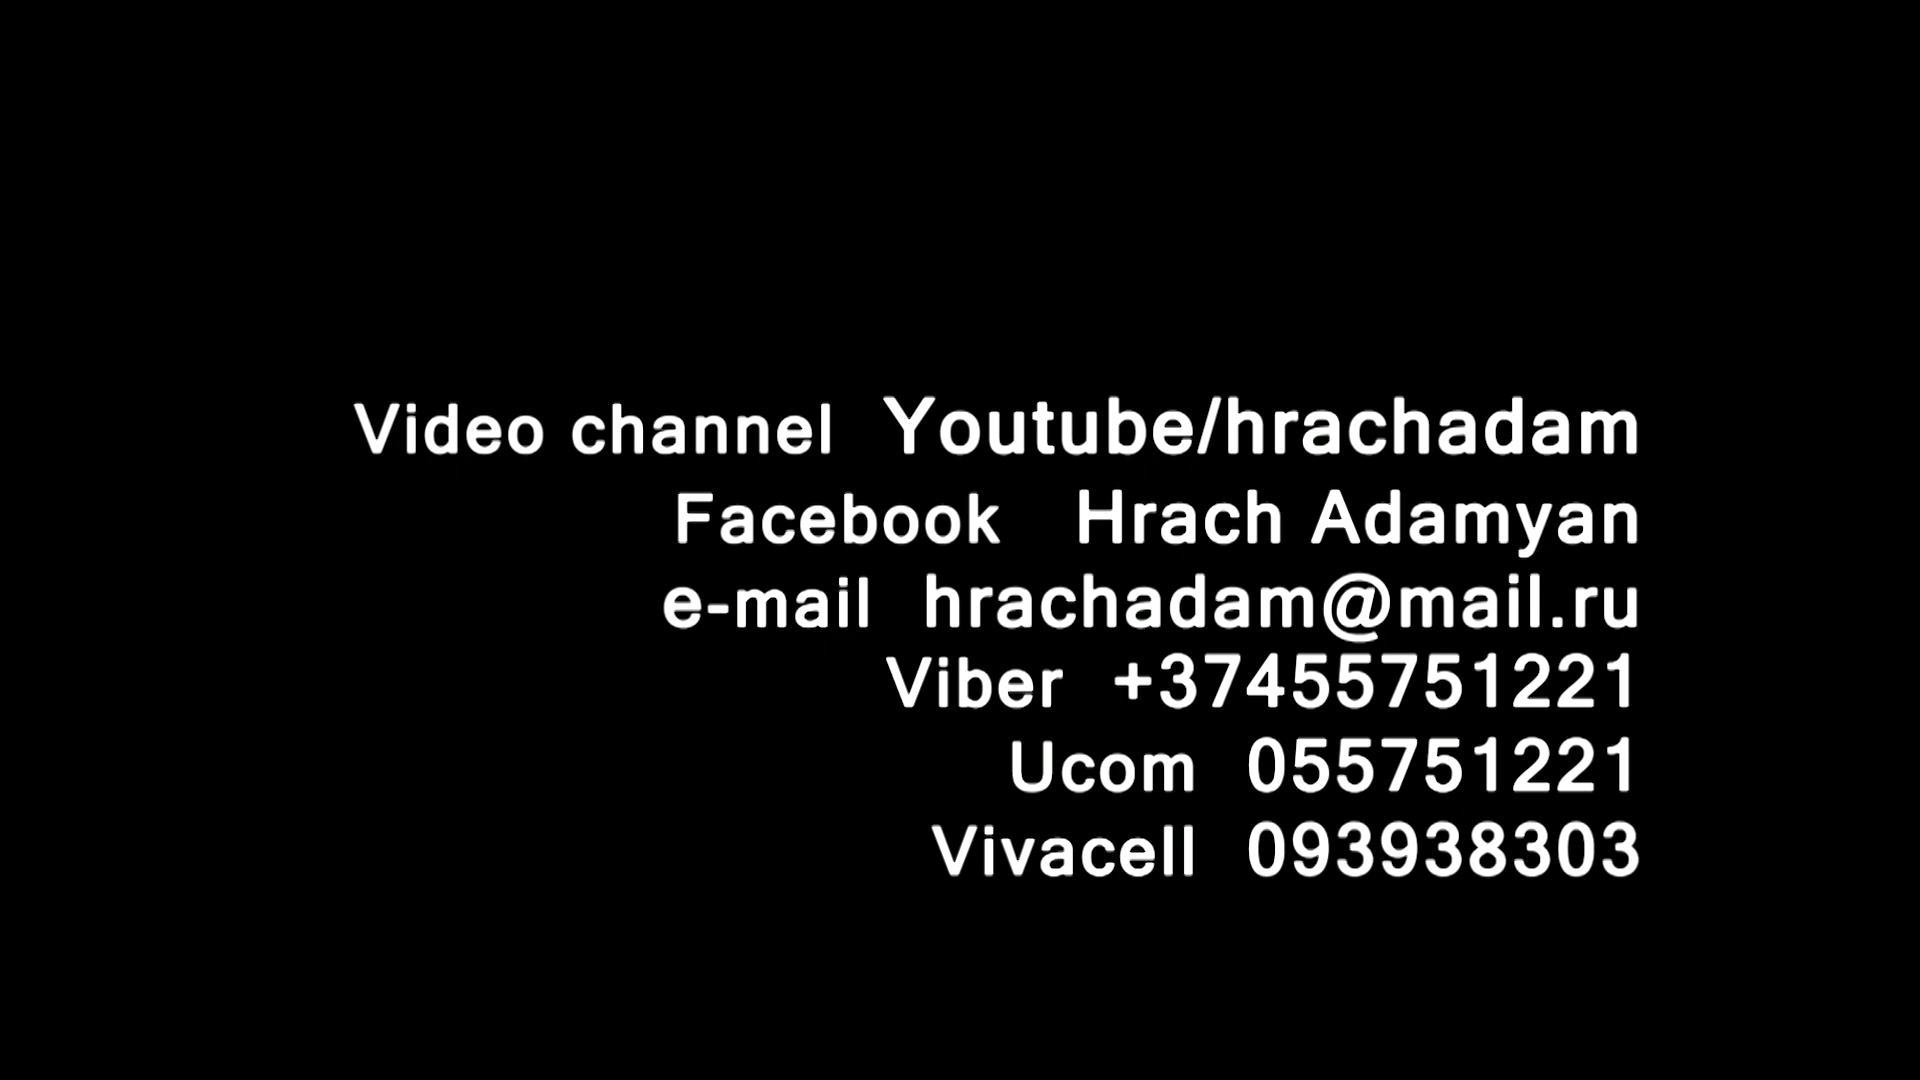 Video channel Youtube/hrachadam
Facebook Hrach Adamyan
e-mail hrachadam@mail.ru
Viber +37455751221
Ucom 055751221
Vivacell 093938303